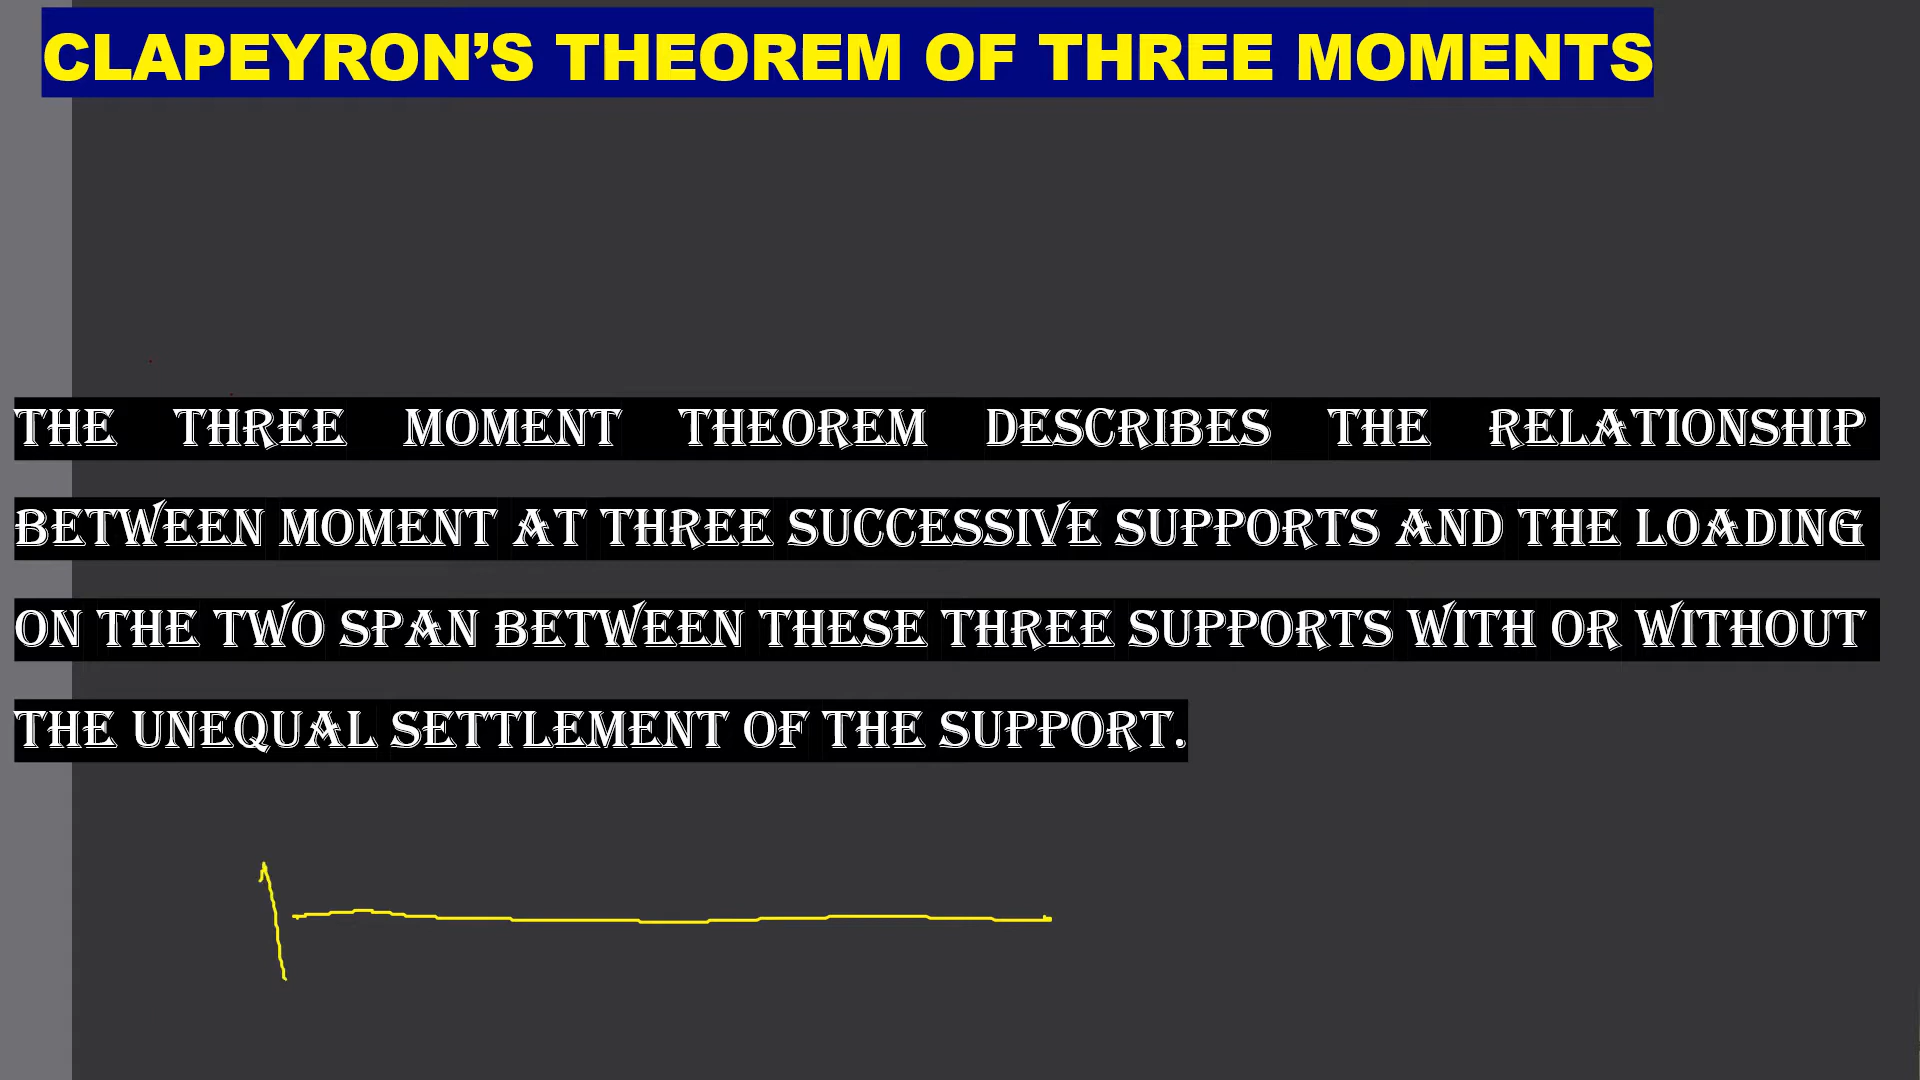 CLAPEYRON’S THEOREM OF THREE MOMENTS
THE THREE MOMENT THEOREM DESCRIBES THE RELATIONSHIP
BETWEEN MOMENT AT THREE SUCCESSIVE SUPPORTS AND THE LOADING
ON THE TWO SPAN BETWEEN THESE THREE SUPPORTS WITH OR WITHOUT
THE UNEQUAL SETTLEMENT OF THE SUPPORT.